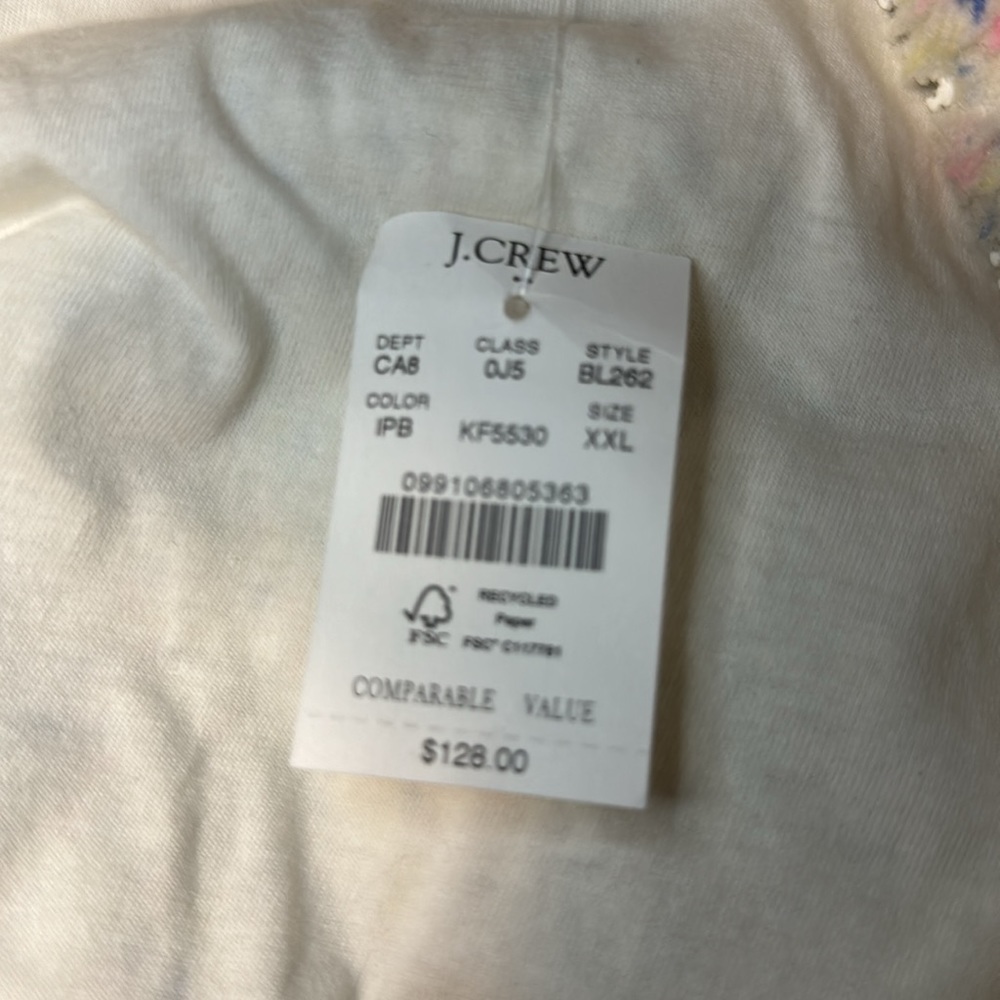 J.CREW
DEPT CLASS STYLE
CA8 0J5 BL262
COLOR SIZE
IPB KF5530 XXL
099106805363
RECYCLED
Paper
FSC FSC®
COMPARABLE VALUE
$128.00